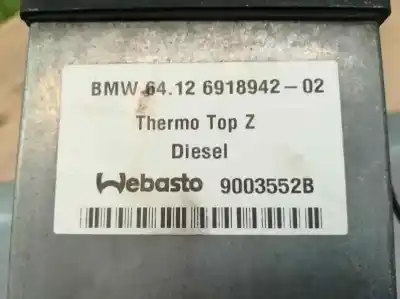 BMW 64.12 6918942-02
Thermo Top Z
Diesel
Webasto 9003552B